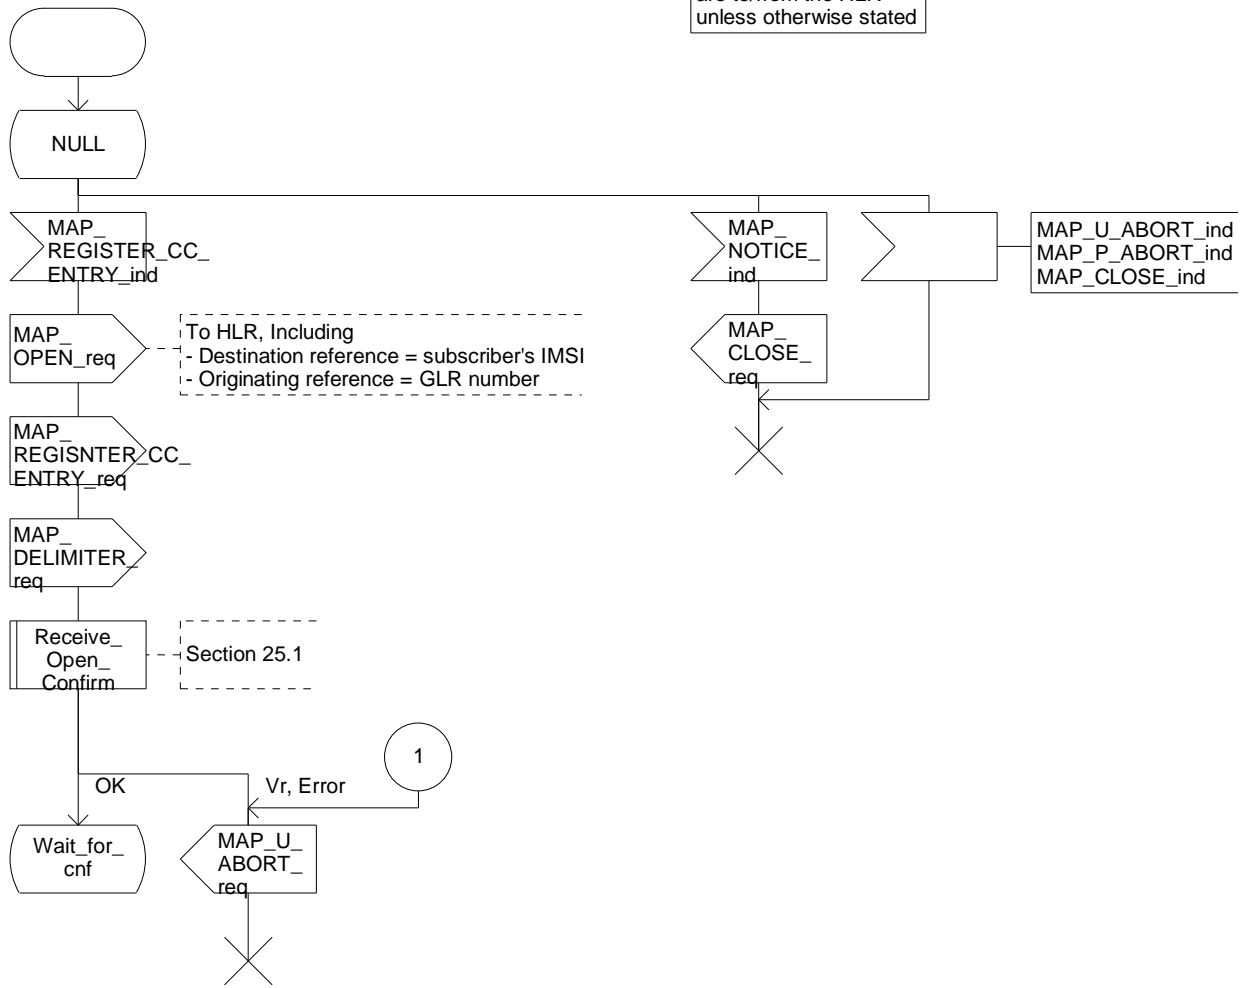 unless otherwise stated
NULL
MAP_
REGISTER_CC_
ENTRY_ind
MAP_
NOTICE_
ind
MAP_U_ABORT_ind
MAP_P_ABORT_ind
MAP_CLOSE_ind
MAP_
OPEN_req
To HLR, Including
- Destination reference = subscriber's IMSI
- Originating reference = GLR number
MAP_
CLOSE_
req
MAP_
REGISNTER_CC_
ENTRY_req
MAP_
DELIMITER_
req
Receive_
Open_
Confirm
Section 25.1
1
OK
Vr, Error
Wait_for_
cnf
MAP_U_
ABORT_
req